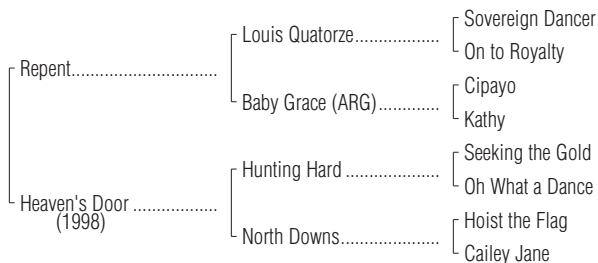 Sovereign Dancer
Louis Quatorze..................
On to Royalty
Repent..............................
Cipayo
Baby Grace (ARG).............
Kathy
Seeking the Gold
Hunting Hard ....................
Oh What a Dance
Heaven's Door .................
(1998)
Hoist the Flag
North Downs.....................
Cailey Jane